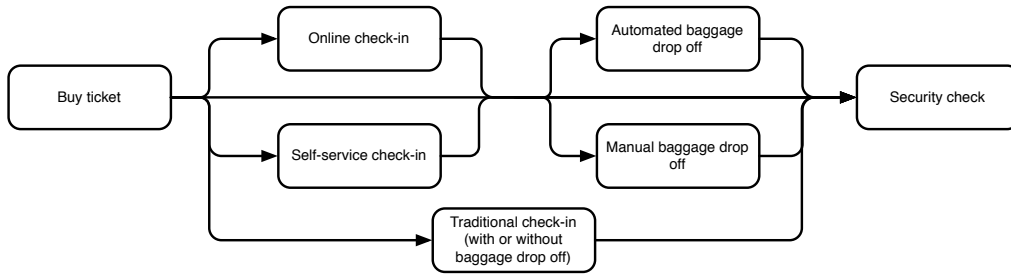 Buy ticket
Online check-in
Self-service check-in
Traditional check-in
(with or without
baggage drop off)
Automated baggage
drop off
Manual baggage drop
off
Security check